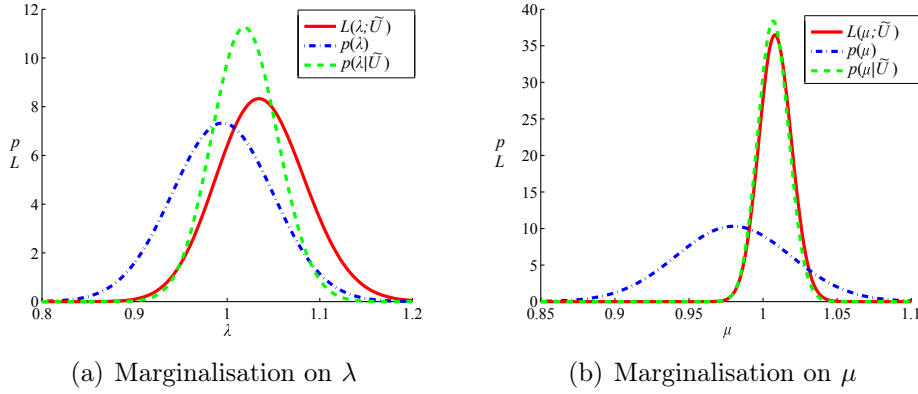 12
10
8
6
4
2
0
p
L
0.8 0.9 1 1.1 1.2
λ
L(λ;Ũ)
p(λ)
p(λ|Ũ)
(a) Marginalisation on λ
40
35
30
25
20
15
10
5
0
p
L
0.85 0.9 0.95 1 1.05 1.1
μ
L(μ;Ũ)
p(μ)
p(μ|Ũ)
(b) Marginalisation on μ